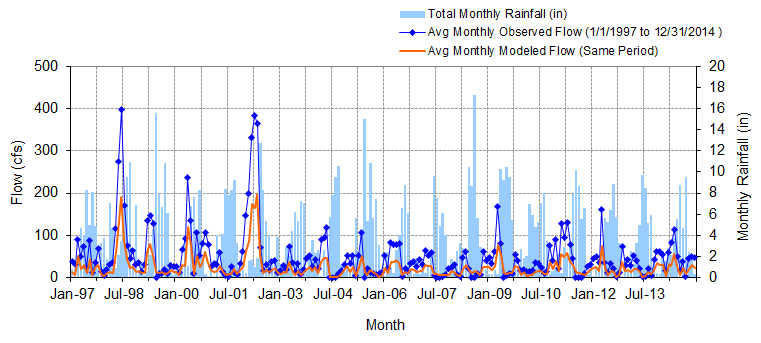 Total Monthly Rainfall (in)
Avg Monthly Observed Flow (1/1/1997 to 12/31/2014 )
Avg Monthly Modeled Flow (Same Period)
500 20
18
400 16
14
300 12
10
200 8
6
100 4
2
0 0
Flow (cfs)
Monthly Rainfall (in)
Jan-97 Jul-98 Jan-00 Jul-01 Jan-03 Jul-04 Jan-06 Jul-07 Jan-09 Jul-10 Jan-12 Jul-13
Month